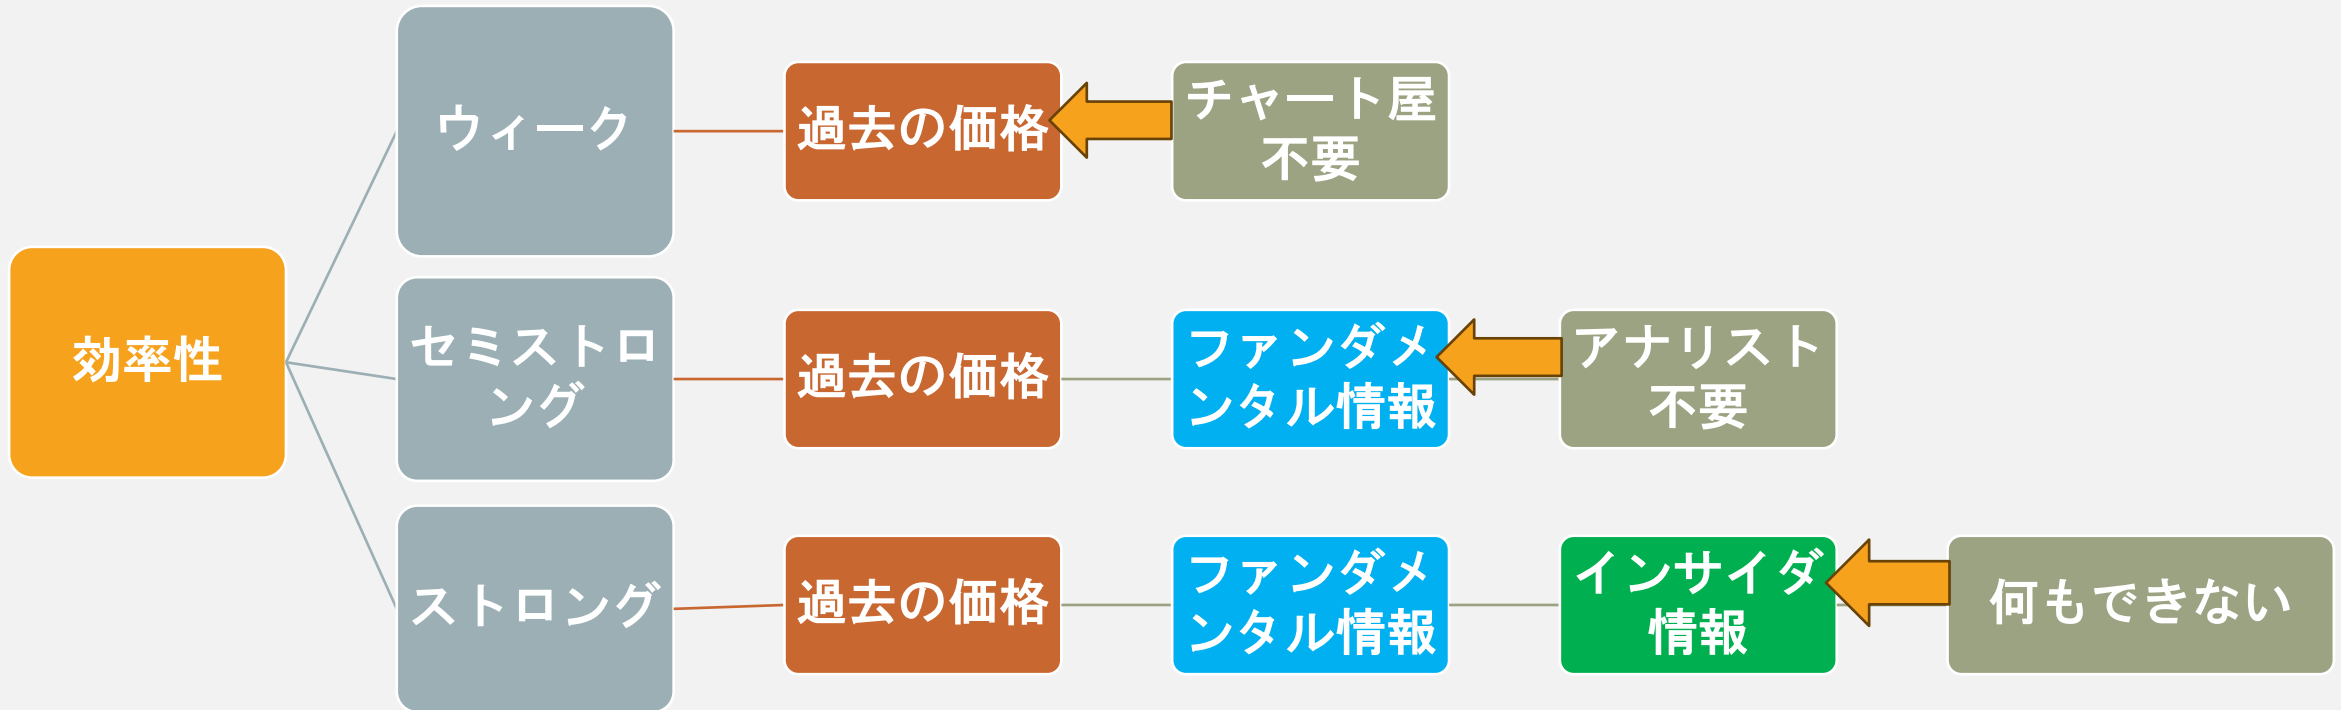 効率性
ウィーク
過去の価格
チャート屋
不要
セミストロ
ング
過去の価格
ファンダメ
ンタル情報
アナリスト
不要
ストロング
過去の価格
ファンダメ
ンタル情報
インサイダ
情報
何もできない